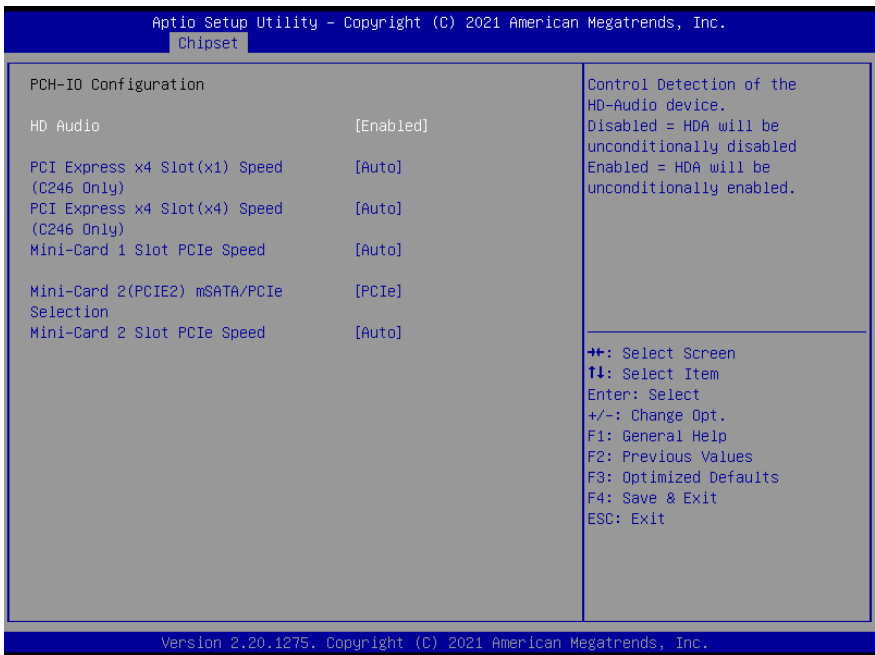 Aptio Setup Utility – Copyright (C) 2021 American Megatrends, Inc.
Chipset
PCH-IO Configuration
HD Audio [Enabled]
PCI Express x4 Slot(x1) Speed [Auto]
(C246 Only)
PCI Express x4 Slot(x4) Speed [Auto]
(C246 Only)
Mini-Card 1 Slot PCIe Speed [Auto]
Mini-Card 2(PCIE2) mSATA/PCIe [PCIe]
Selection
Mini-Card 2 Slot PCIe Speed [Auto]
Control Detection of the
HD-Audio device.
Disabled = HDA will be
unconditionally disabled
Enabled = HDA will be
unconditionally enabled.
→←: Select Screen
↑↓: Select Item
Enter: Select
+/-: Change Opt.
F1: General Help
F2: Previous Values
F3: Optimized Defaults
F4: Save & Exit
ESC: Exit
Version 2.20.1275. Copyright (C) 2021 American Megatrends, Inc.